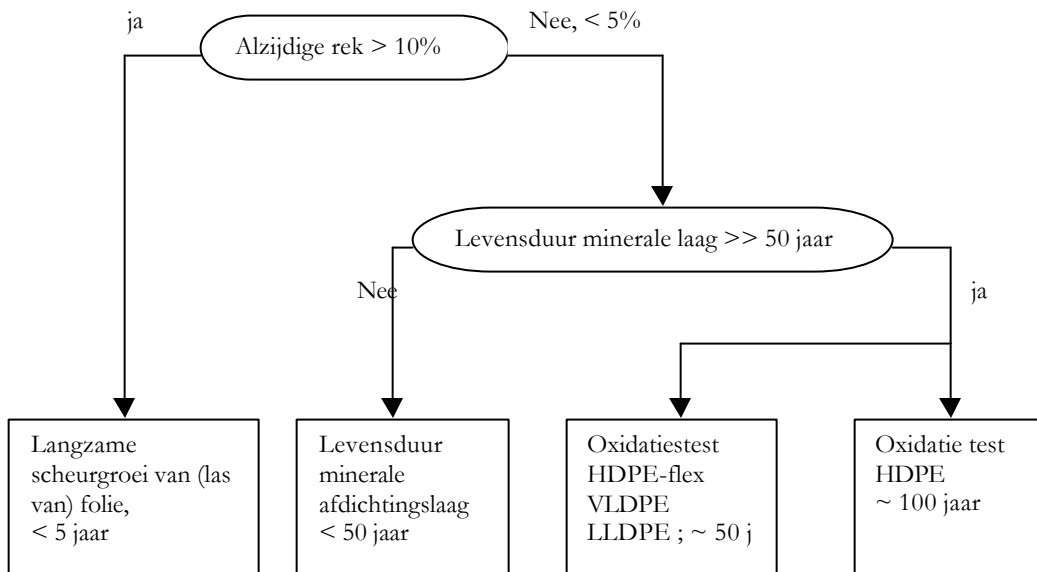 ja
Nee, < 5%
Alzijdige rek > 10%
Levensduur minerale laag >> 50 jaar
Nee
ja
Langzame
scheurgroei van (las
van) folie,
< 5 jaar
Levensduur
minerale
afdichtingslaag
< 50 jaar
Oxidatiestest
HDPE-flex
VLDPE
LLDPE ; ~ 50 j
Oxidatie test
HDPE
~ 100 jaar